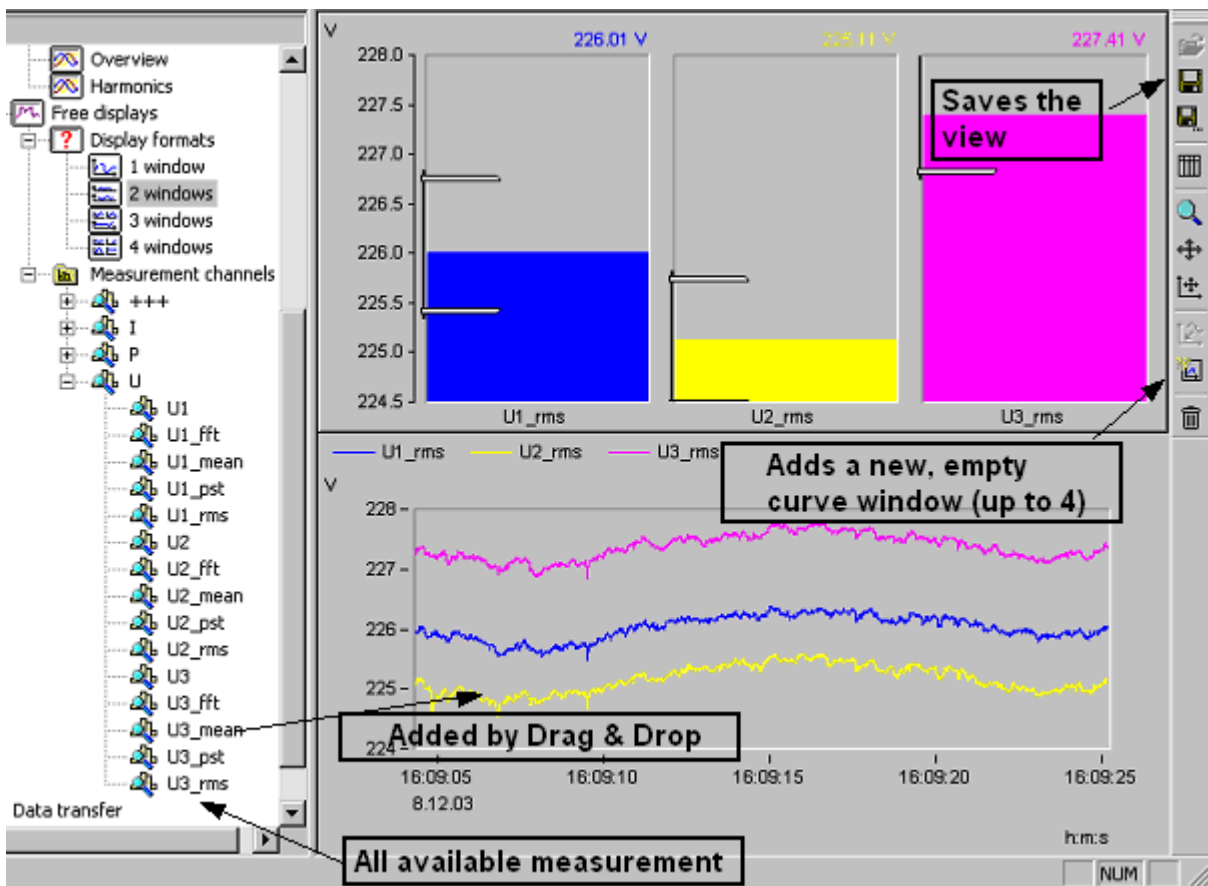 Overview
Harmonics
Free displays
Display formats
1 window
2 windows
3 windows
4 windows
Measurement channels
+++
I
P
U
U1
U1_fft
U1_mean
U1_pst
U1_rms
U2
U2_fft
U2_mean
U2_pst
U2_rms
U3
U3_fft
U3_mean
U3_pst
U3_rms
Data transfer
V
226.01 V
227.41 V
228.0
227.5
227.0
226.5
226.0
225.5
225.0
224.5
U1_rms
U2_rms
U3_rms
Saves the
view
U1_rms
U2_rms
U3_rms
Adds a new, empty
curve window (up to 4)
V
228
227
226
225
224
Added by Drag & Drop
16:09:05
16:09:10
16:09:15
16:09:20
16:09:25
8.12.03
h:m:s
All available measurement
NUM